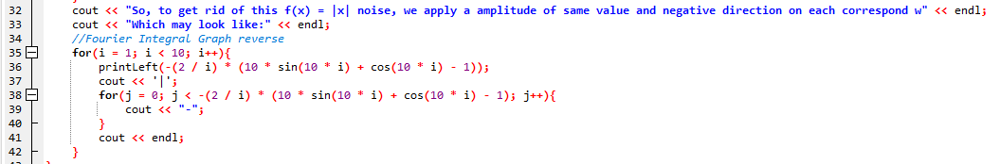 32 cout << "So, to get rid of this f(x) = |x| noise, we apply a amplitude of same value and negative direction on each correspond w" << endl;
33 cout << "Which may look like:" << endl;
34 //Fourier Integral Graph reverse
35 for(i = 1; i < 10; i++){
36 printLeft(-(2 / i) * (10 * sin(10 * i) + cos(10 * i) - 1));
37 cout << '|';
38 for(j = 0; j < -(2 / i) * (10 * sin(10 * i) + cos(10 * i) - 1); j++){
39 cout << "-";
40 }
41 cout << endl;
42 }